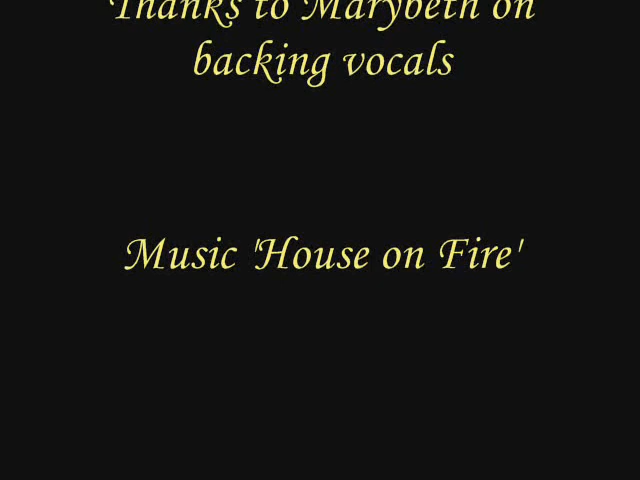 Thanks to Marybeth on
backing vocals
Music 'House on Fire'